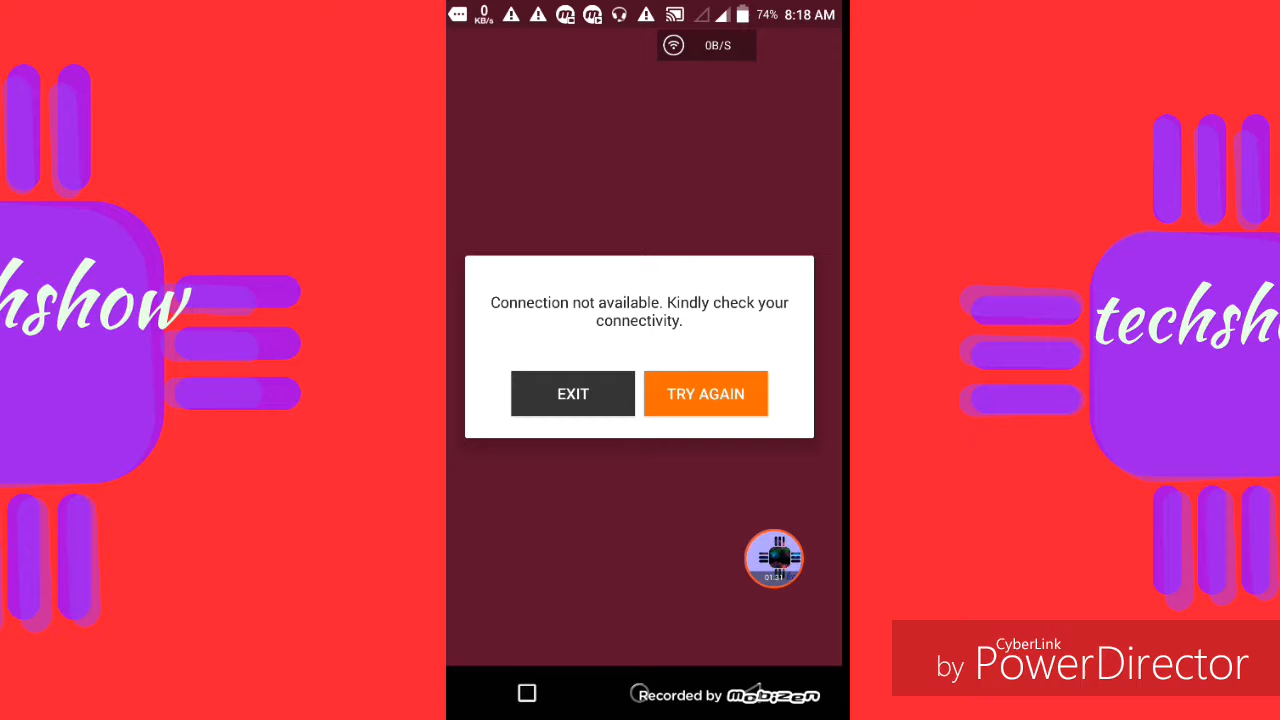 0
KB/s
74%
8:18 AM
0B/S
hshow
techsh
Connection not available. Kindly check your
connectivity.
EXIT
TRY AGAIN
01:31
CyberLink
by PowerDirector
Recorded by mobizen